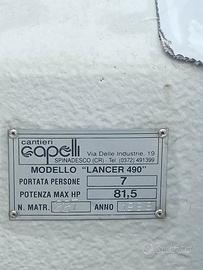 cantieri
capelli
Via Delle Industrie, 19
SPINADESCO (CR) - Tel. (0372) 491399
MODELLO "LANCER 490"
PORTATA PERSONE 7
POTENZA MAX HP 81,5
N. MATR. ANNO